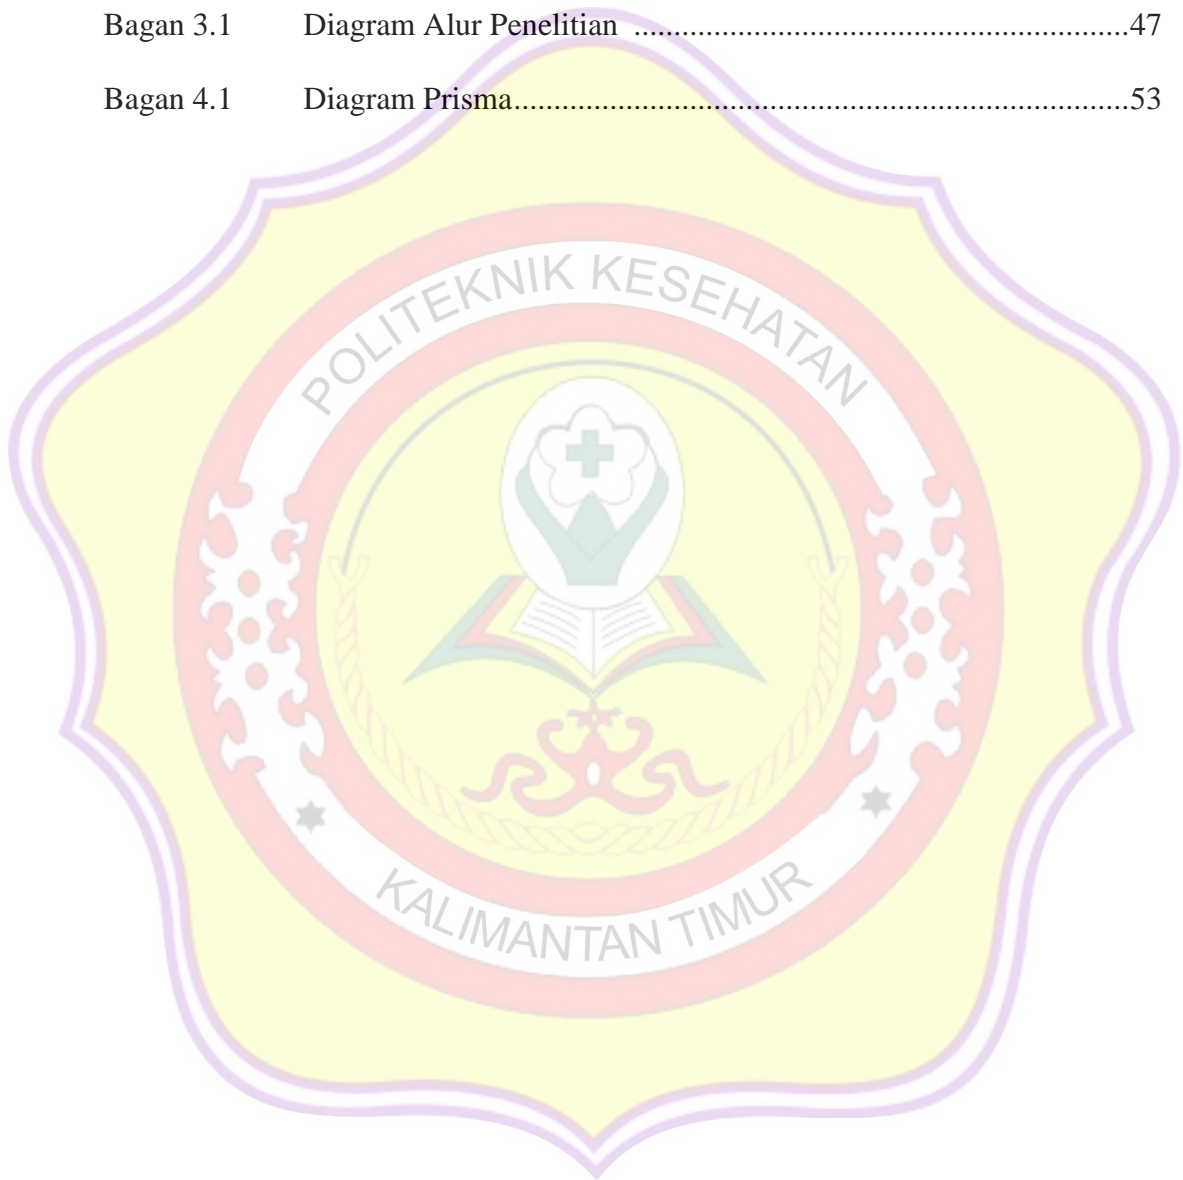 Bagan 3.1 Diagram Alur Penelitian ..............................................................47
Bagan 4.1 Diagram Prisma.............................................................................53
POLITEKNIK KESEHATAN
KALIMANTAN TIMUR